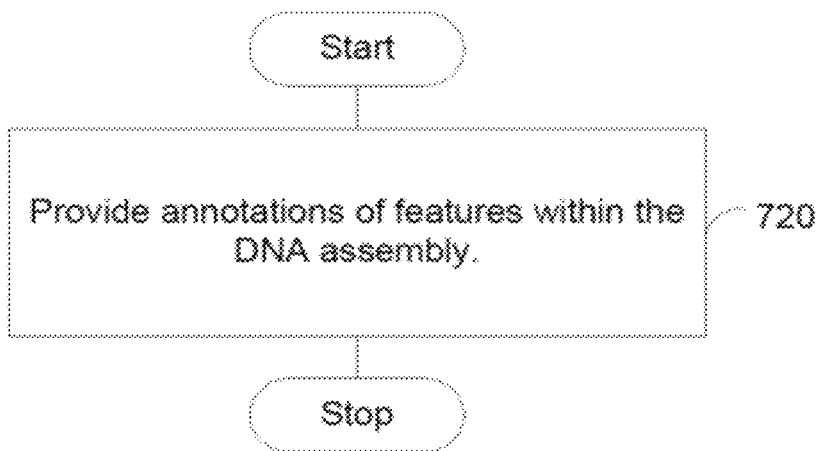 Start
Provide annotations of features within the
DNA assembly.
720
Stop